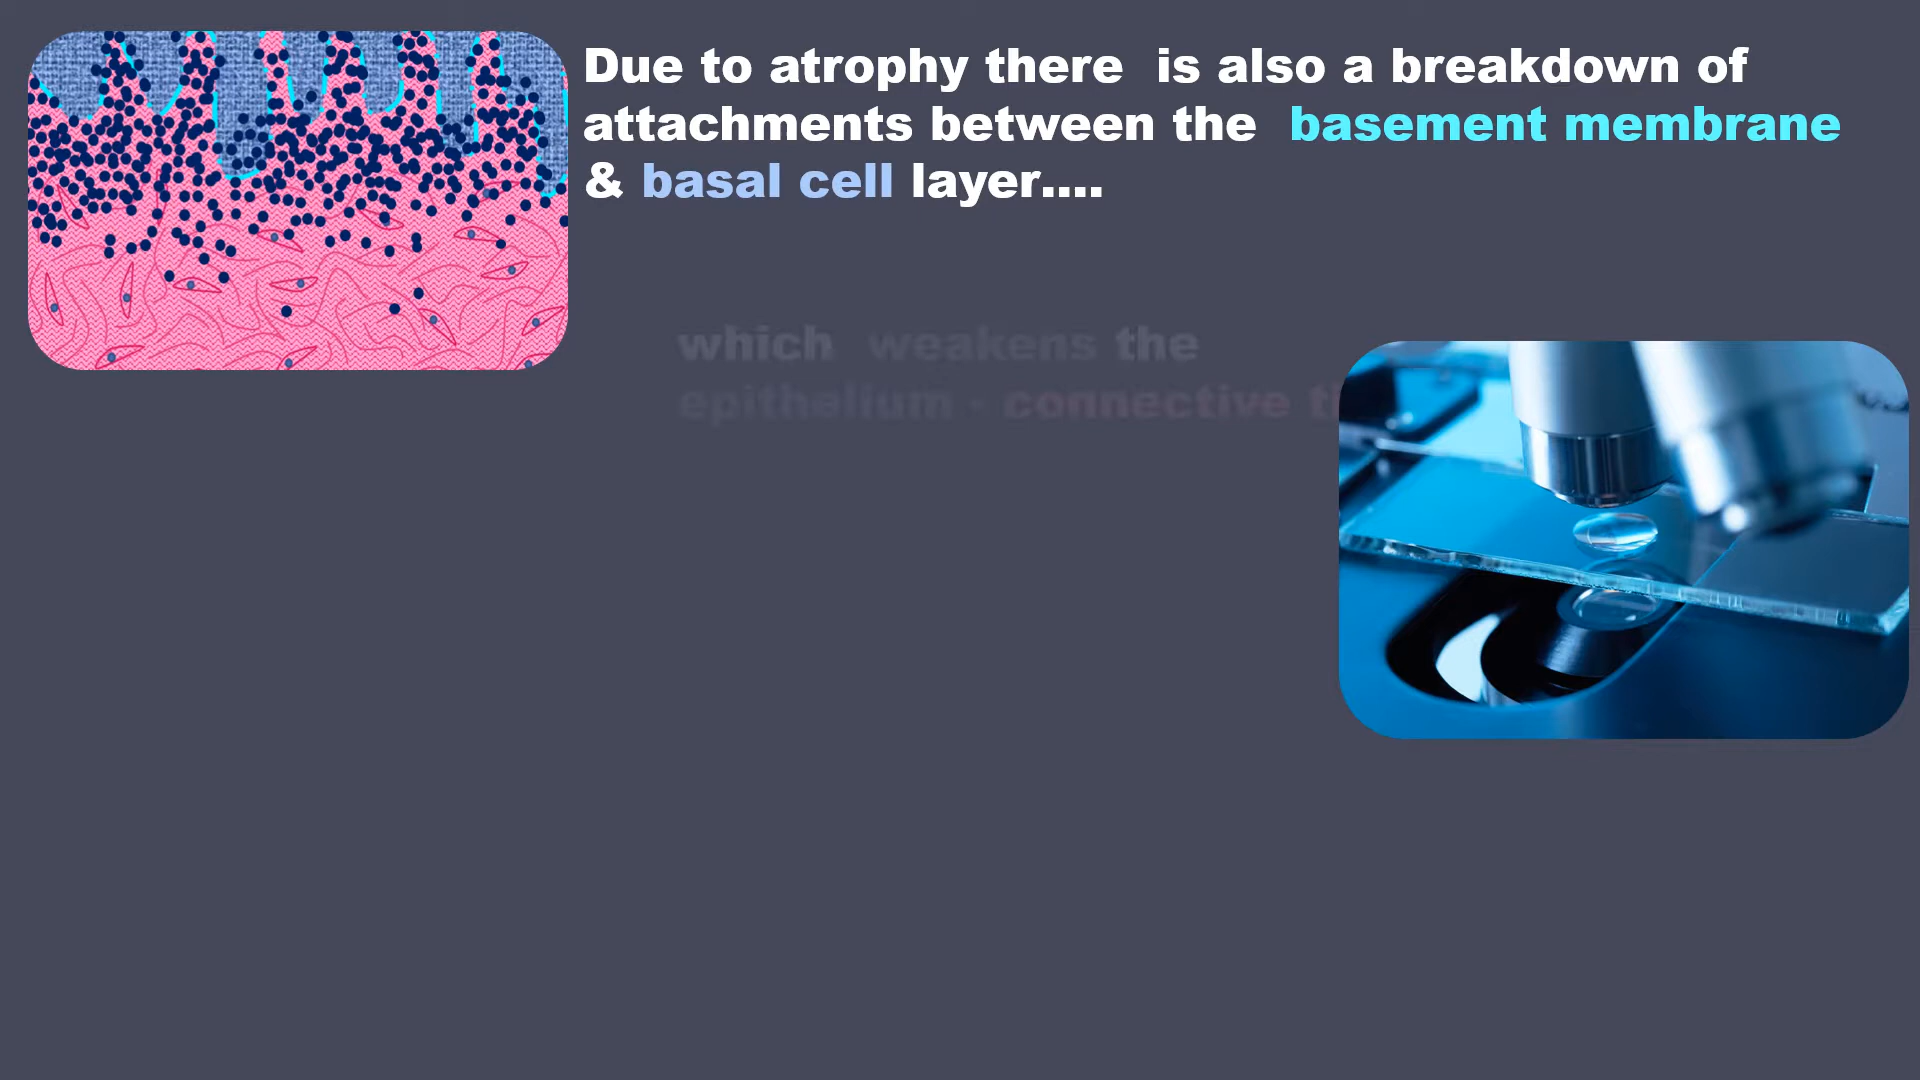 Due to atrophy there is also a breakdown of
attachments between the basement membrane
& basal cell layer....
which weakens the
epithelium - connective